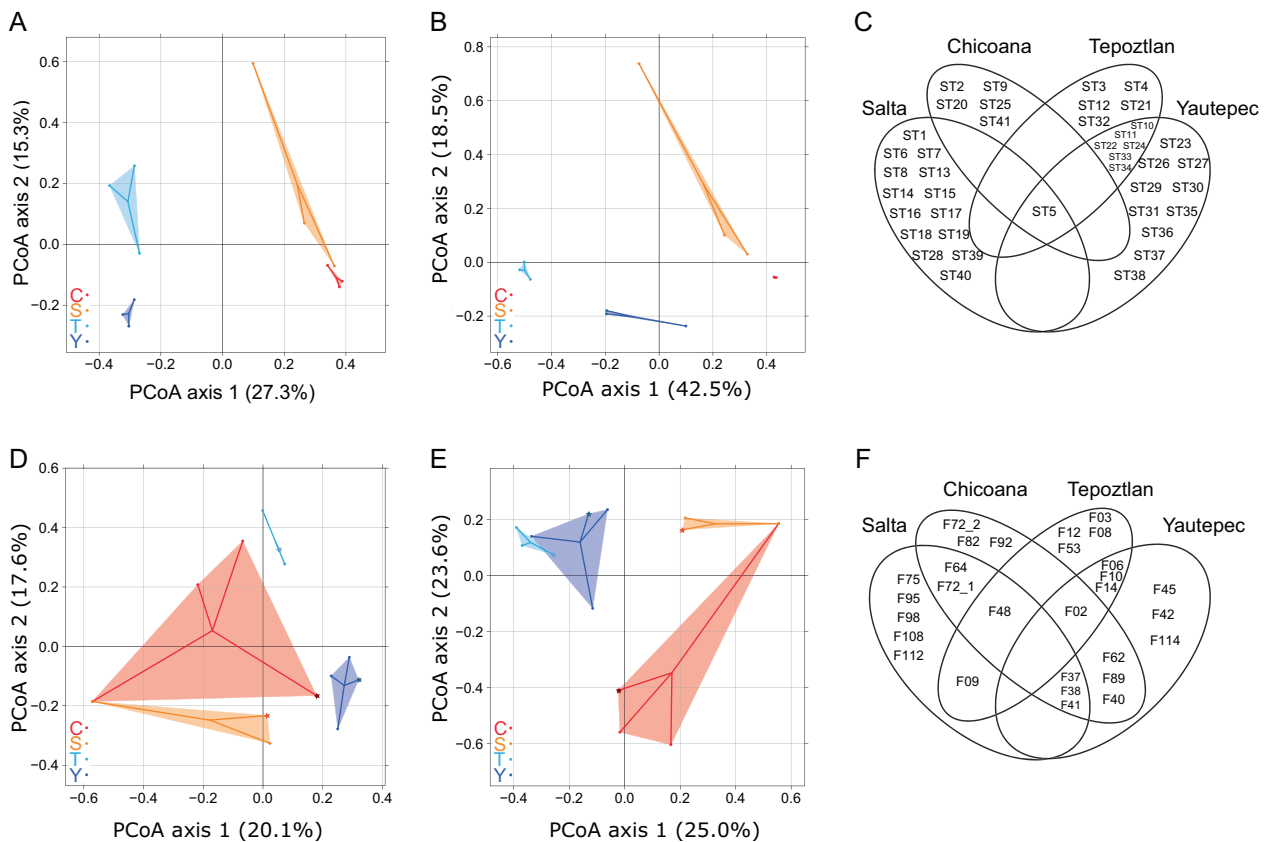 A
PCoA axis 2 (15.3%)
0.6
0.4
0.2
0.0
−0.2
C
S
T
Y
−0.4 −0.2 0.0 0.2 0.4
PCoA axis 1 (27.3%)
B
PCoA axis 2 (18.5%)
0.8
0.6
0.4
0.2
0.0
−0.2
C
S
T
Y
−0.6 −0.4 −0.2 0.0 0.2 0.4
PCoA axis 1 (42.5%)
C
Chicoana Tepoztlan
Salta Yautepec
ST2 ST9
ST20 ST25
ST41
ST3 ST4
ST12 ST21
ST32
ST1
ST6 ST7
ST8 ST13
ST14 ST15
ST16 ST17
ST18 ST19
ST28 ST39
ST40
ST10
ST11
ST22 ST24
ST33
ST34
ST5
ST23
ST26 ST27
ST29 ST30
ST31 ST35
ST36
ST37
ST38
D
PCoA axis 2 (17.6%)
0.6
0.4
0.2
0.0
−0.2
−0.4
C
S
T
Y
−0.6 −0.4 −0.2 0.0 0.2 0.4
PCoA axis 1 (20.1%)
E
PCoA axis 2 (23.6%)
0.4
0.2
0.0
−0.2
−0.4
−0.6
C
S
T
Y
−0.4 −0.2 0.0 0.2 0.4 0.6
PCoA axis 1 (25.0%)
F
Chicoana Tepoztlan
Salta Yautepec
F72_2
F82 F92
F03
F12 F08
F53
F75
F95
F98
F108
F112
F64
F72_1
F48
F02
F06
F10
F14
F45
F42
F114
F09
F37
F38
F41
F62
F89
F40